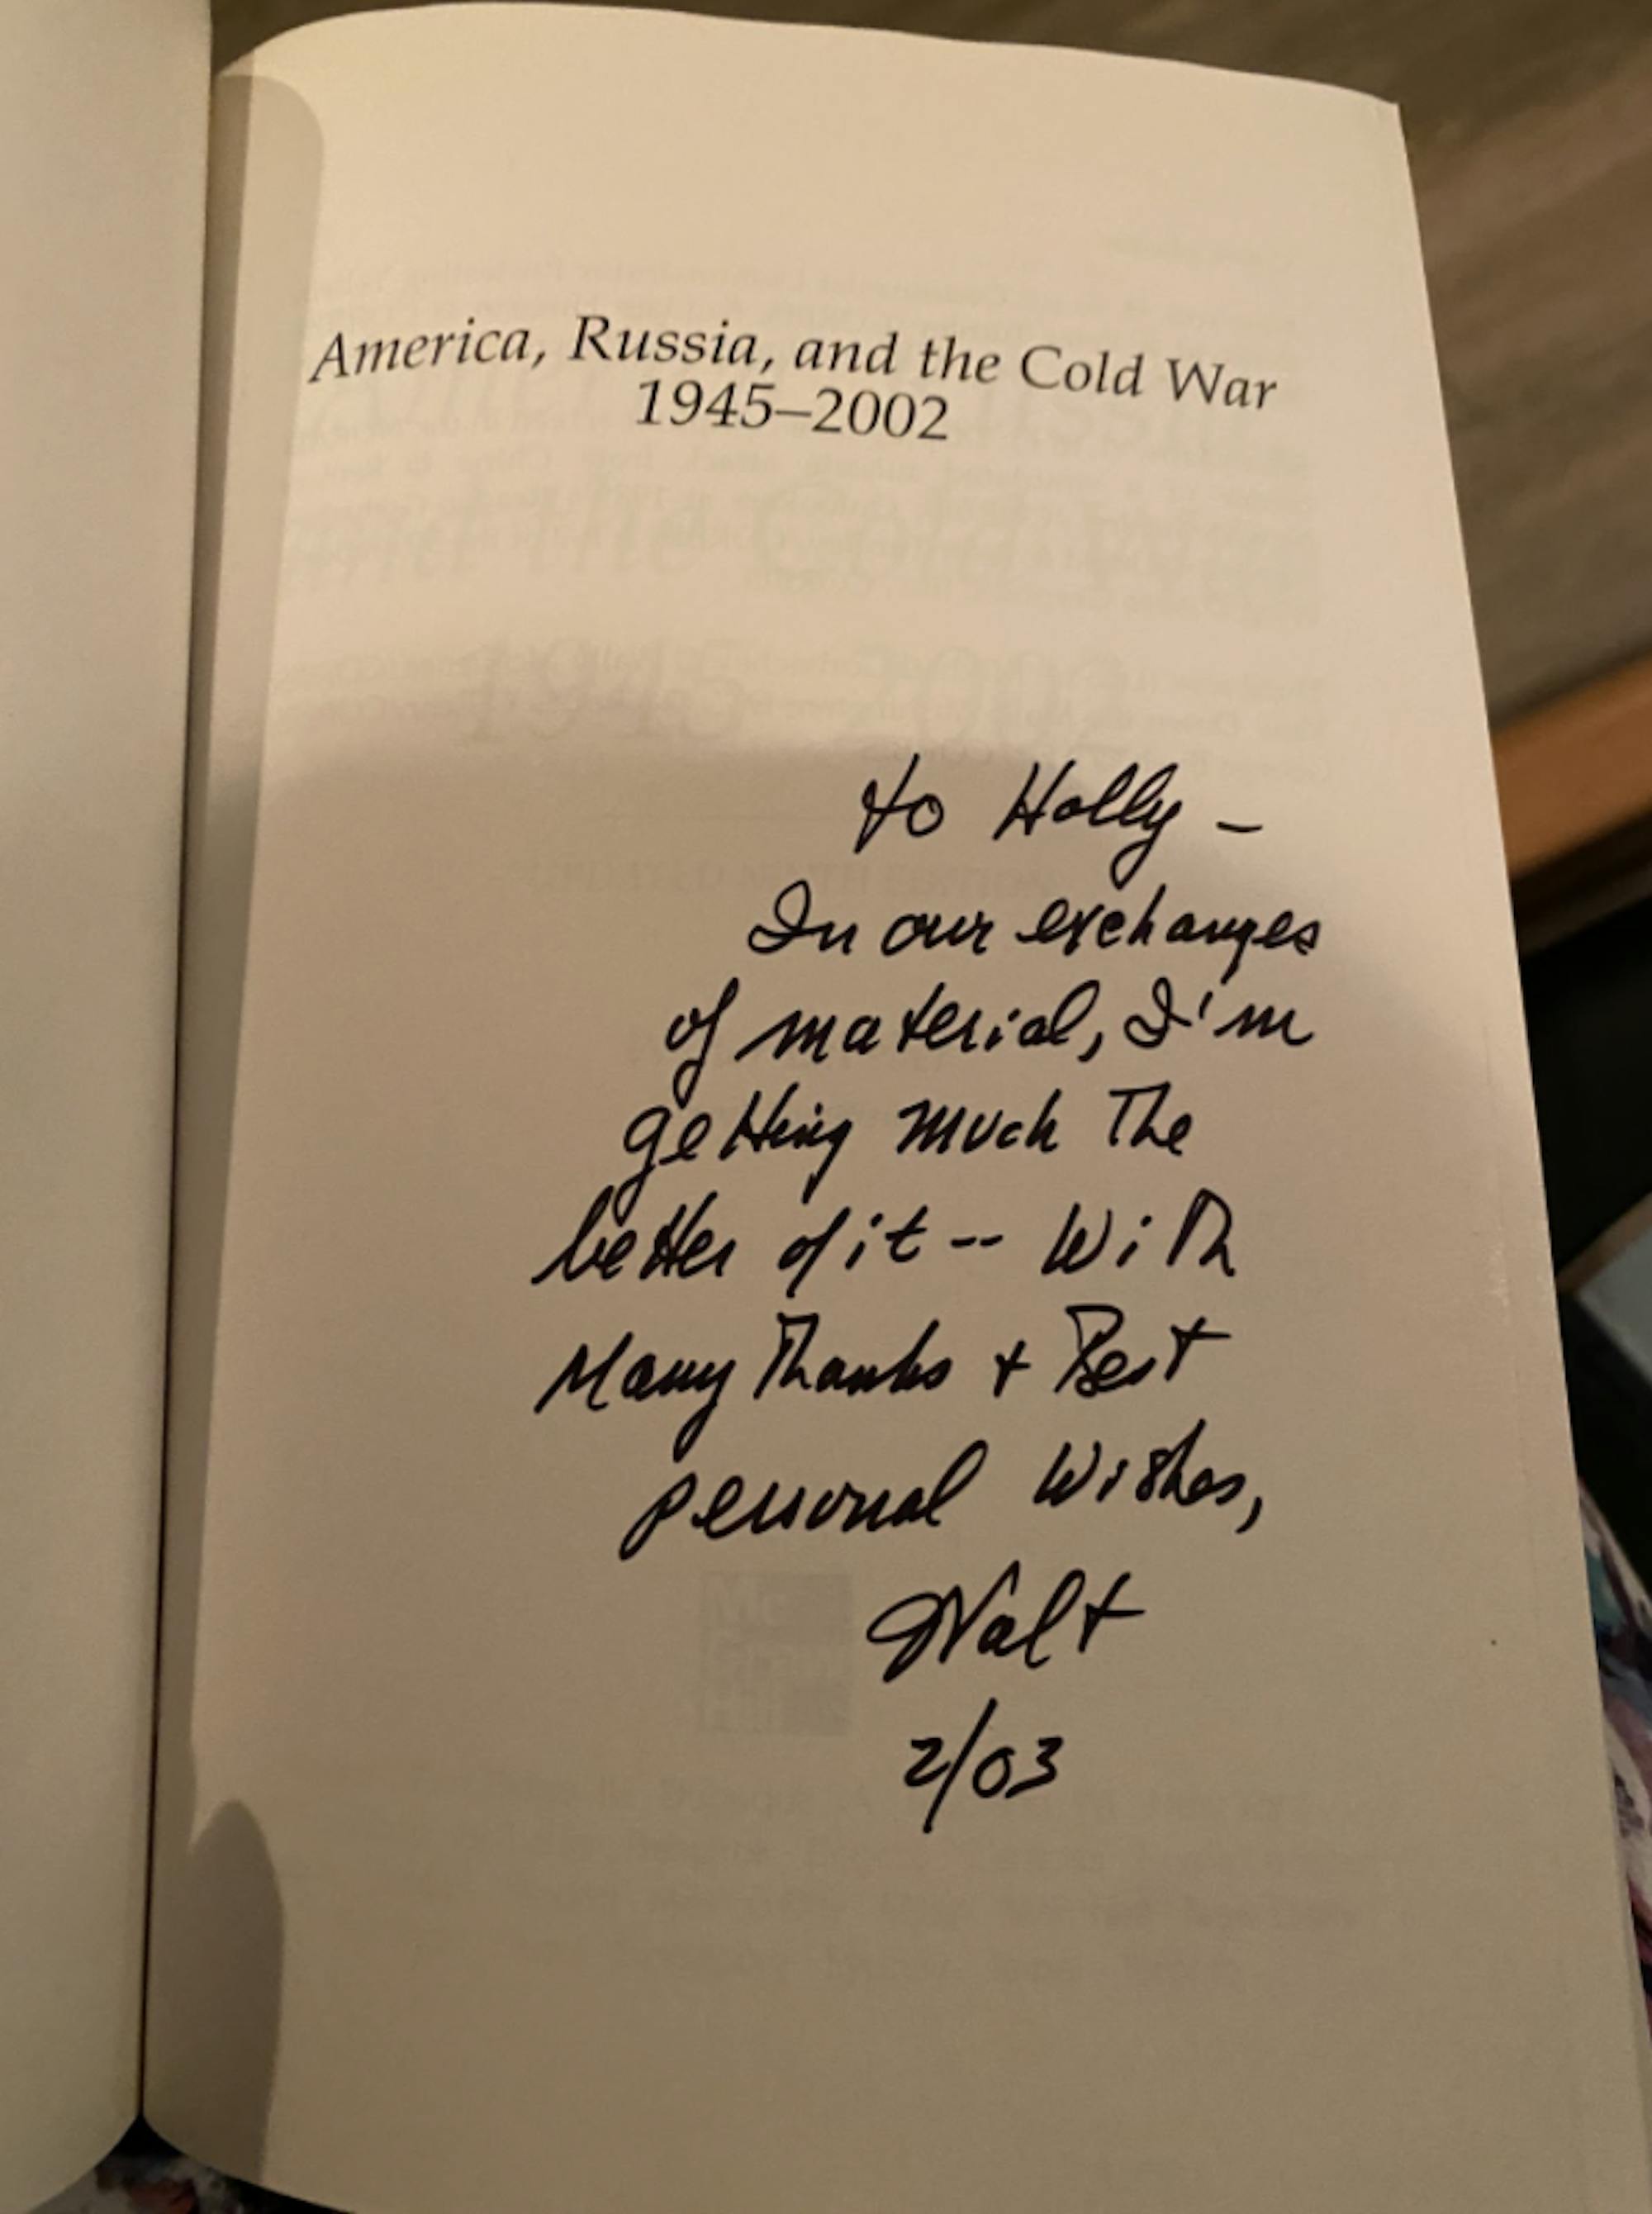 America, Russia, and the Cold War
1945–2002
to Holly –
In our exchanges
of material, I'm
getting much The
better of it -- With
Many Thanks + Best
personal Wishes,
Walt
2/03